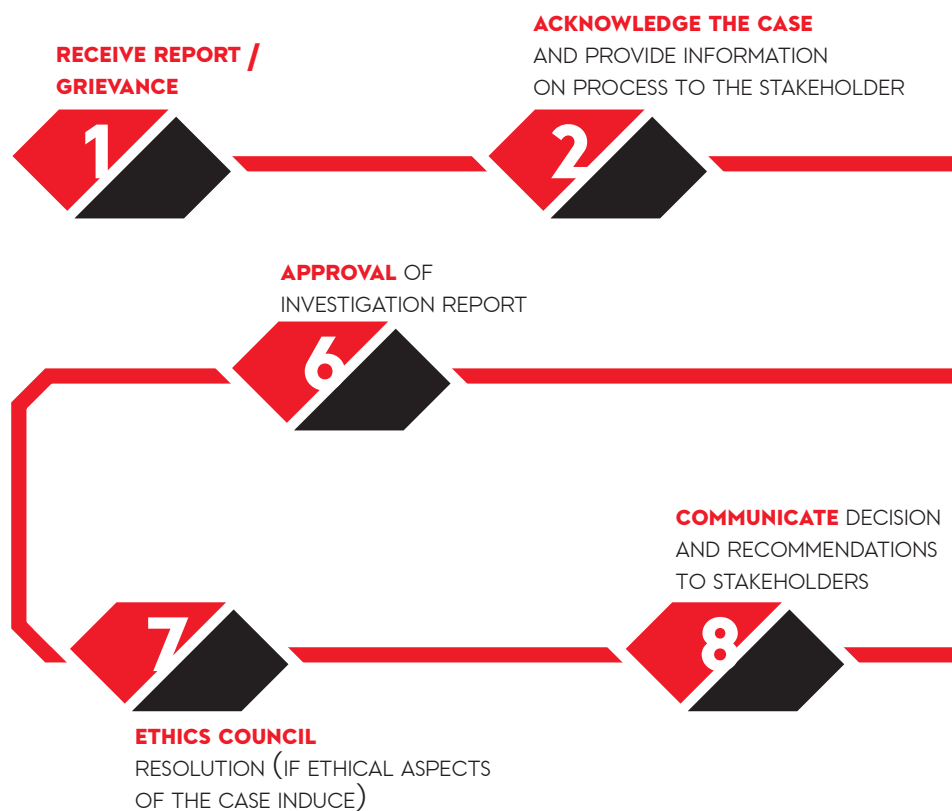 RECEIVE REPORT /
GRIEVANCE
1
ACKNOWLEDGE THE CASE
AND PROVIDE INFORMATION
ON PROCESS TO THE STAKEHOLDER
2
APPROVAL OF
INVESTIGATION REPORT
6
7
ETHICS COUNCIL
RESOLUTION (IF ETHICAL ASPECTS
OF THE CASE INDUCE)
COMMUNICATE DECISION
AND RECOMMENDATIONS
TO STAKEHOLDERS
8